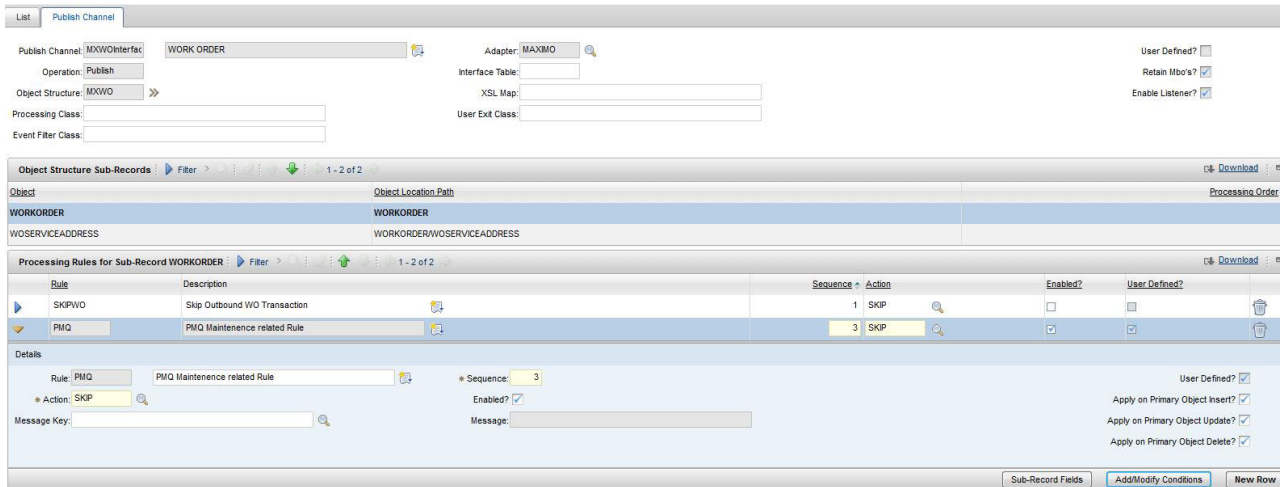 List Publish Channel
Publish Channel: MXWOInterfac WORK ORDER Adapter: MAXIMO User Defined?
Operation: Publish Interface Table: Retain Mbo's?
Object Structure: MXWO XSL Map: Enable Listener?
Processing Class: User Exit Class:
Event Filter Class:
Object Structure Sub-Records Filter 1 - 2 of 2 Download
Object Object Location Path Processing Order
WORKORDER WORKORDER
WOSERVICEADDRESS WORKORDER/WOSERVICEADDRESS
Processing Rules for Sub-Record WORKORDER Filter 1 - 2 of 2 Download
Rule Description Sequence Action Enabled? User Defined?
SKIPWO Skip Outbound WO Transaction 1 SKIP
PMQ PMQ Maintenence related Rule 3 SKIP
Details
Rule: PMQ PMQ Maintenence related Rule * Sequence: 3 User Defined?
* Action: SKIP Enabled? Apply on Primary Object Insert?
Message Key: Message: Apply on Primary Object Update?
Apply on Primary Object Delete?
Sub-Record Fields Add/Modify Conditions New Row